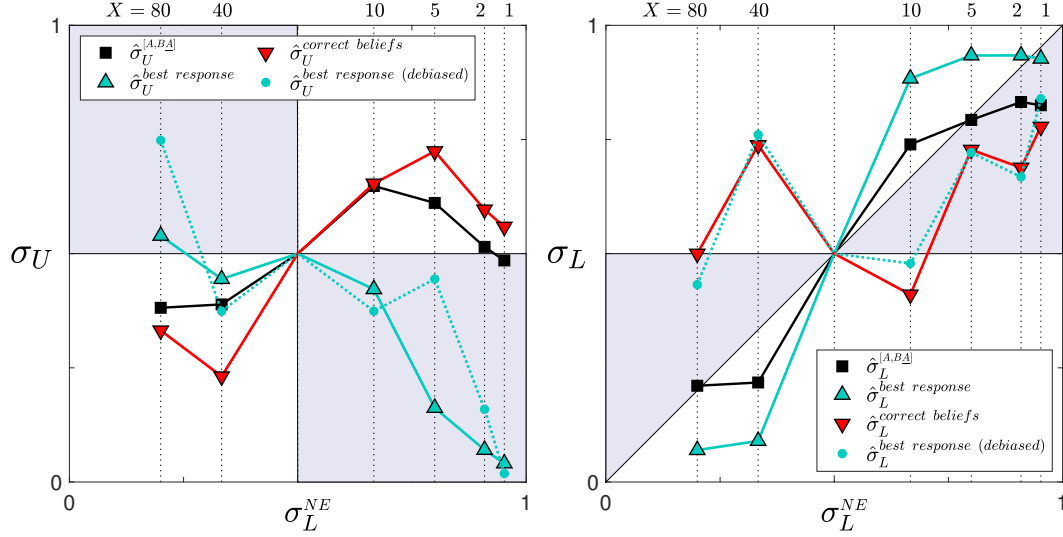 X = 80 40 10 5 2 1
1
σ̂_U^[A,BA̲]
σ̂_U^correct beliefs
σ̂_U^best response
σ̂_U^best response (debiased)
σ_U
0
0
1
σ_L^NE
X = 80 40 10 5 2 1
1
σ_L
σ̂_L^[A,BA̲]
σ̂_L^best response
σ̂_L^correct beliefs
σ̂_L^best response (debiased)
0
0
1
σ_L^NE